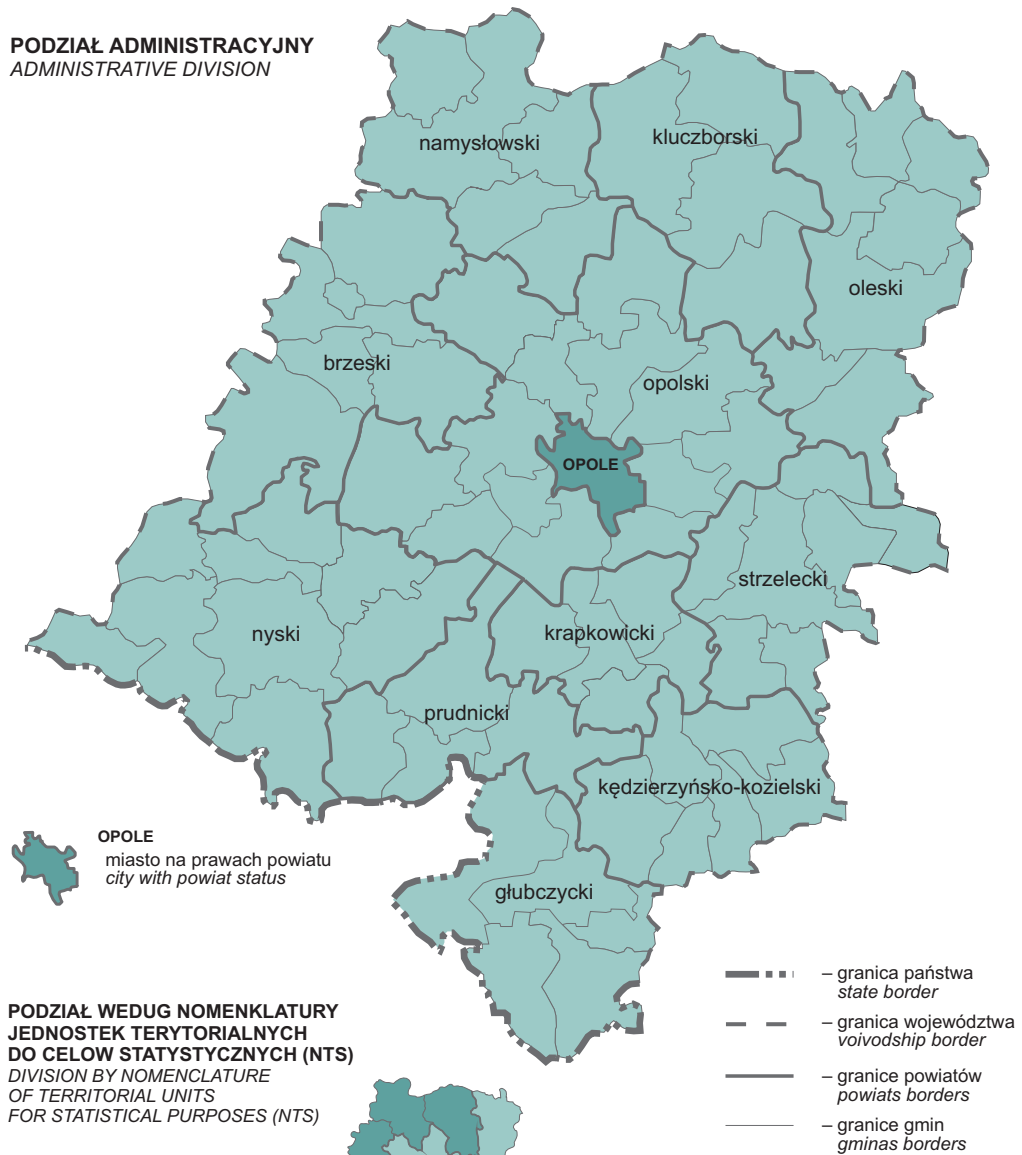 PODZIAŁ ADMINISTRACYJNY
ADMINISTRATIVE DIVISION
namysłowski
kluczborski
oleski
brzeski
opolski
OPOLE
strzelecki
nyski
krapkowicki
prudnicki
kędzierzyńsko-kozielski
głubczycki
OPOLE
miasto na prawach powiatu
city with powiat status
– granica państwa
state border
– granica województwa
voivodship border
– granice powiatów
powiats borders
– granice gmin
gminas borders
PODZIAŁ WEDUG NOMENKLATURY
JEDNOSTEK TERYTORIALNYCH
DO CELOW STATYSTYCZNYCH (NTS)
DIVISION BY NOMENCLATURE
OF TERRITORIAL UNITS
FOR STATISTICAL PURPOSES (NTS)